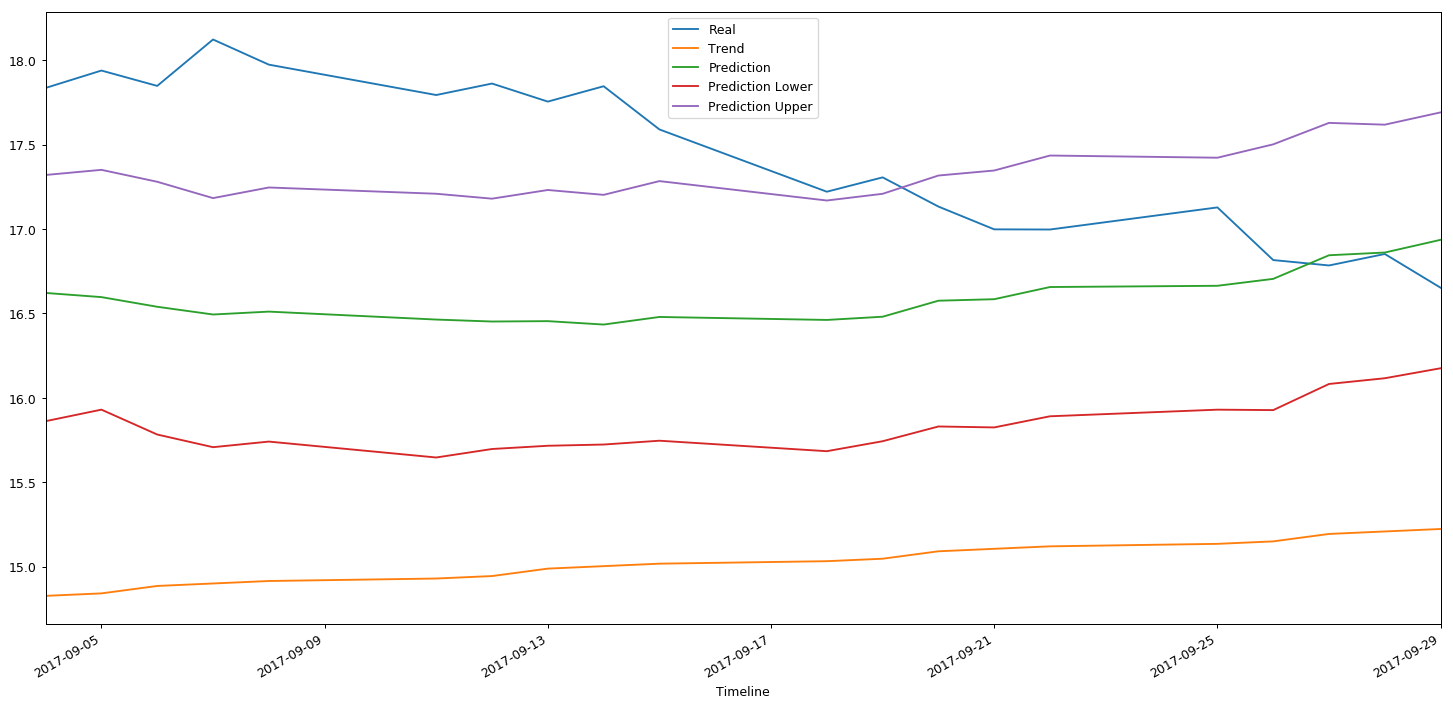 Real
Trend
Prediction
Prediction Lower
Prediction Upper
18.0
17.5
17.0
16.5
16.0
15.5
15.0
2017-09-05
2017-09-09
2017-09-13
2017-09-17
2017-09-21
2017-09-25
2017-09-29
Timeline